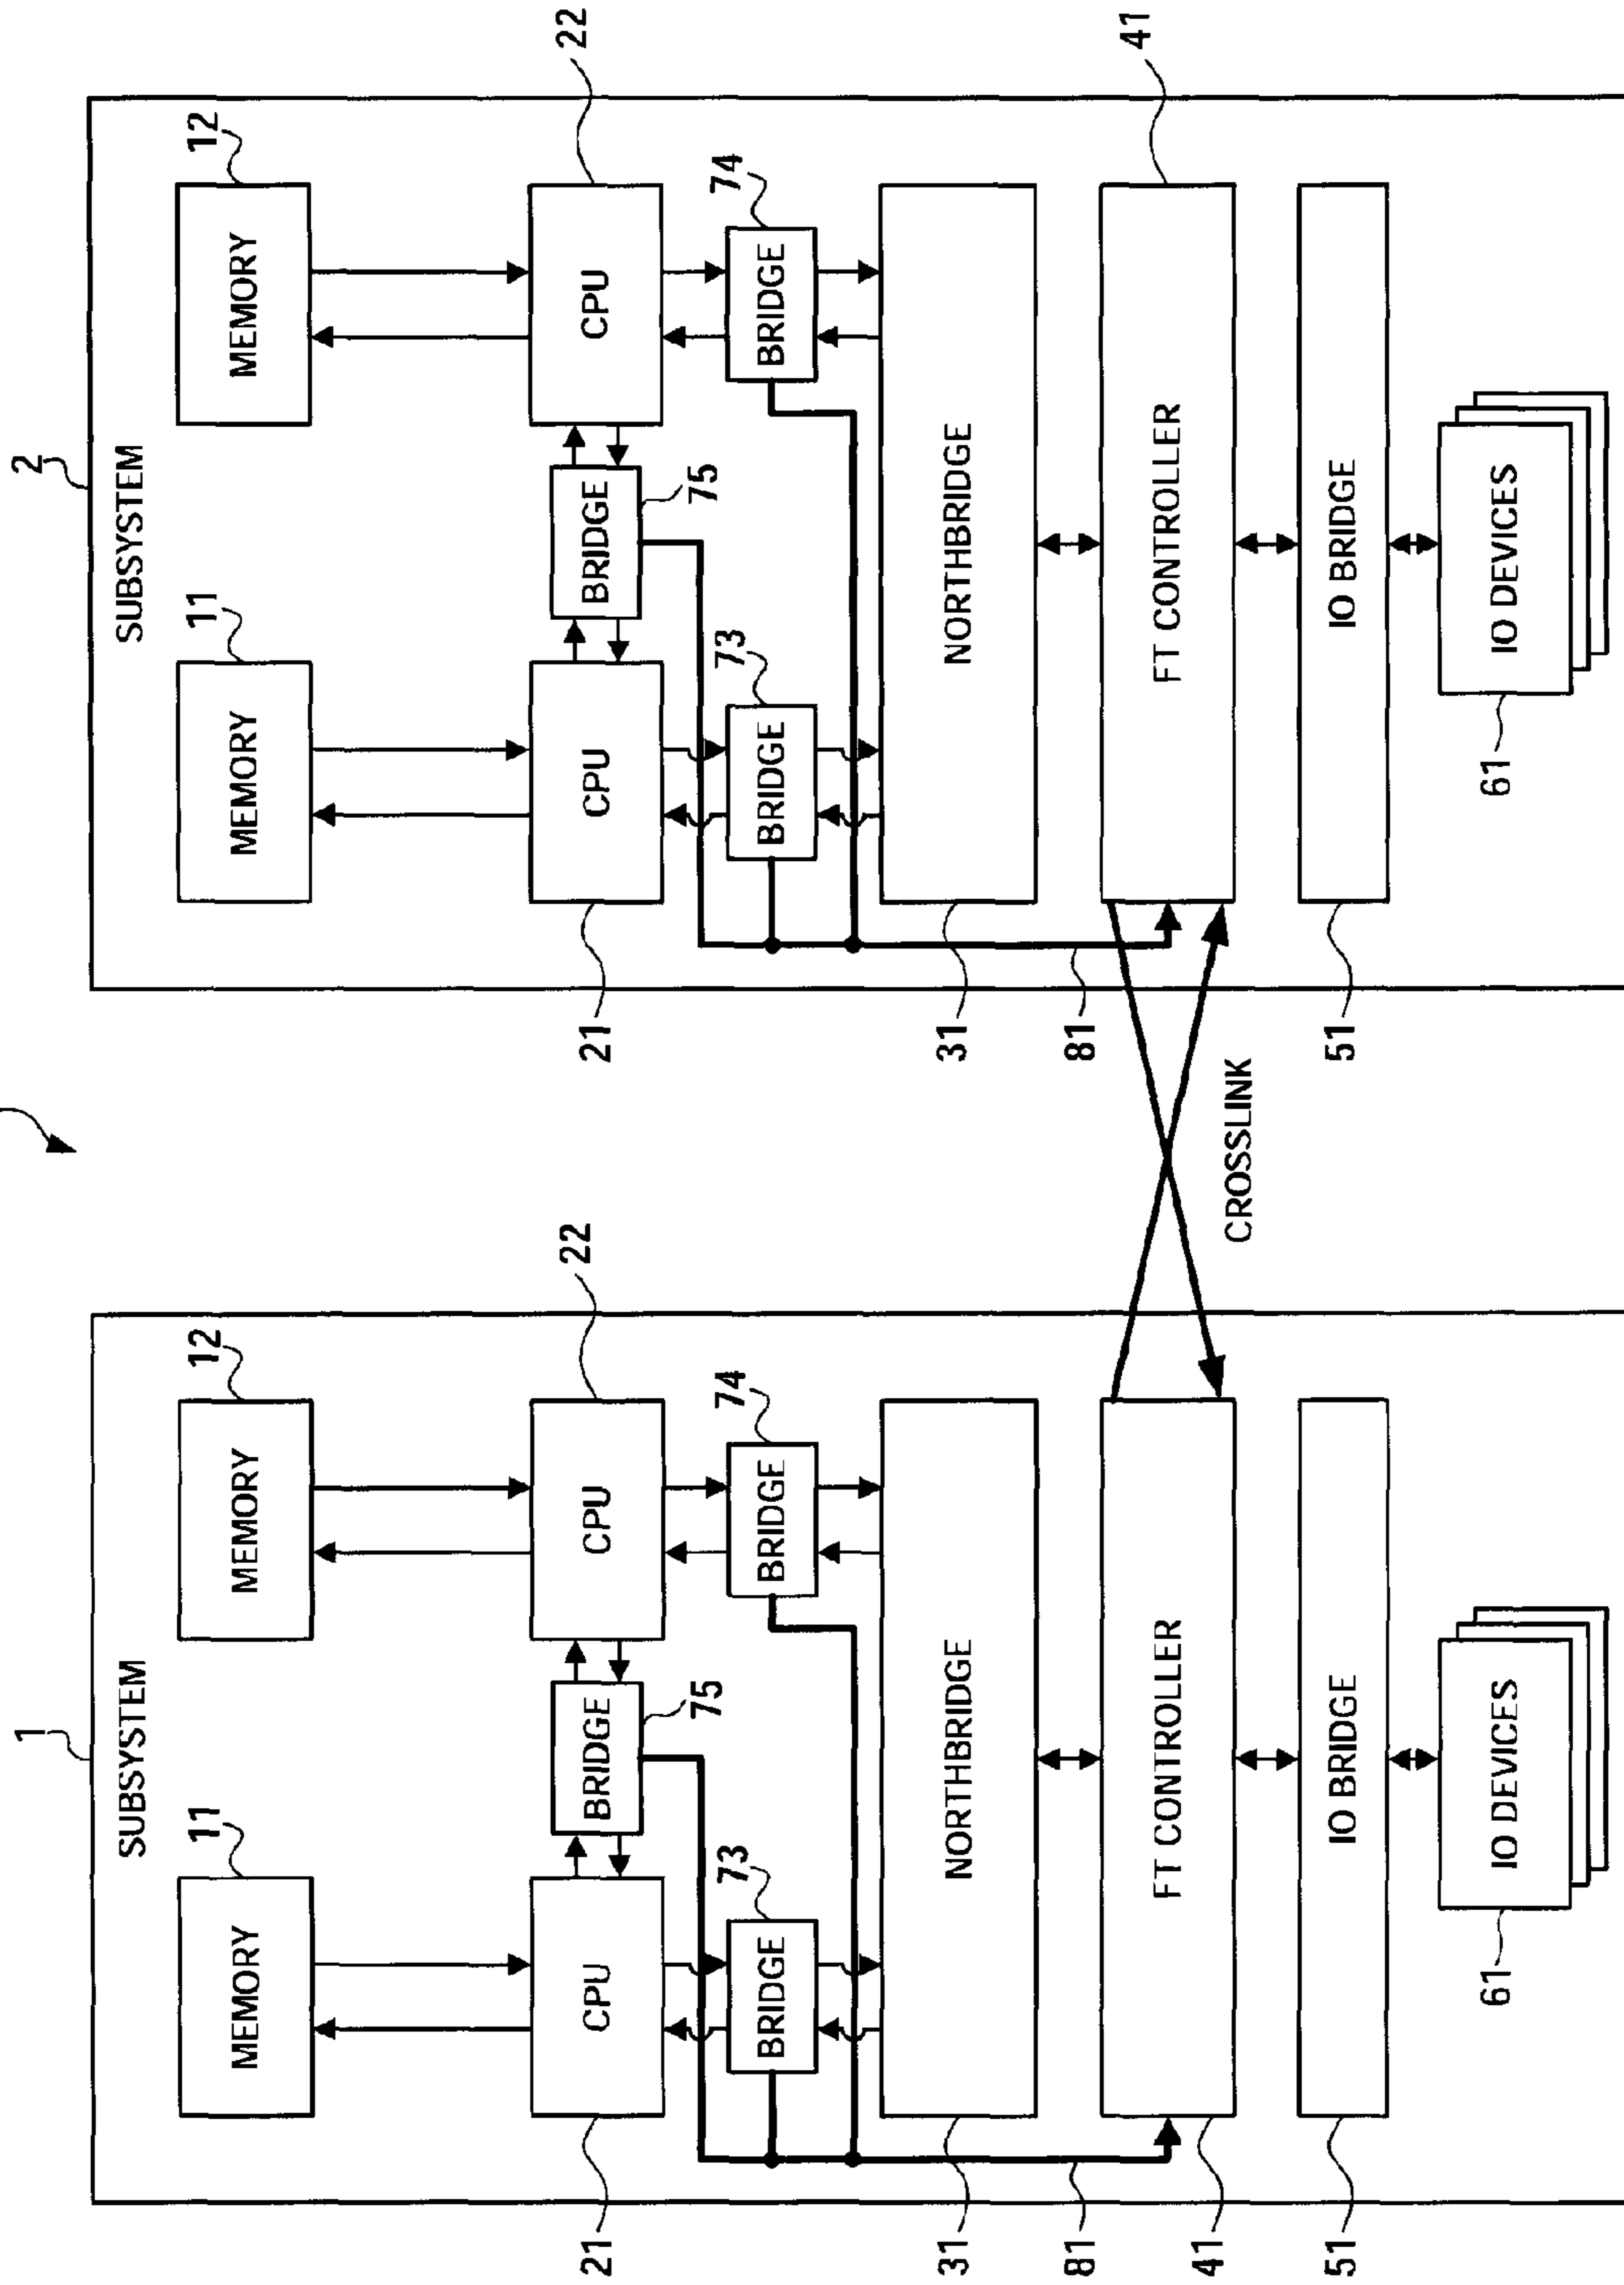 1
SUBSYSTEM
11
12
MEMORY
MEMORY
21
22
CPU
BRIDGE
CPU
75
73
74
BRIDGE
BRIDGE
31
NORTHBRIDGE
81
41
FT CONTROLLER
51
IO BRIDGE
61
IO DEVICES
CROSSLINK
2
SUBSYSTEM
11
12
MEMORY
MEMORY
21
22
CPU
BRIDGE
CPU
75
73
74
BRIDGE
BRIDGE
31
NORTHBRIDGE
81
41
FT CONTROLLER
51
IO BRIDGE
61
IO DEVICES